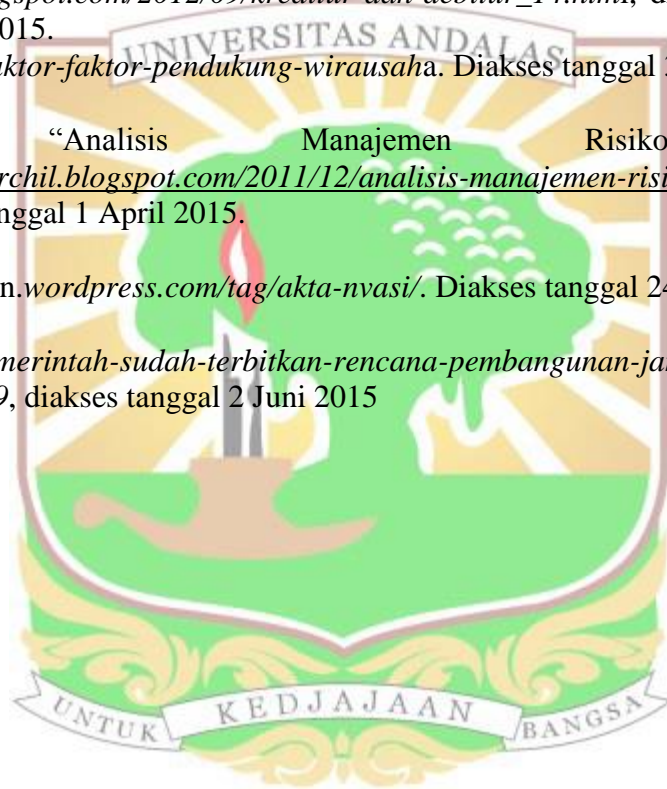 gspot.com/2012/09/kreditur-dan-debitur_14.html, d
015.
UNIVERSITAS ANDALAS
aktor-faktor-pendukung-wirausaha. Diakses tanggal
“Analisis Manajemen Risiko
rchil.blogspot.com/2011/12/analisis-manajemen-risi
nggal 1 April 2015.
n.wordpress.com/tag/akta-nvasi/. Diakses tanggal 24
merintah-sudah-terbitkan-rencana-pembangunan-ja
9, diakses tanggal 2 Juni 2015
UNTUK KEDJAJAAN BANGSA